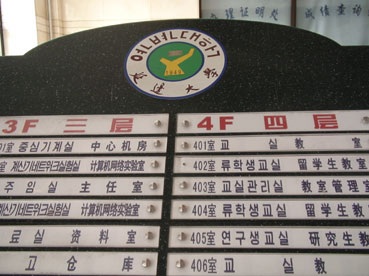 연변대학
延边大学
3F 三层
01室 중심기계실 中心机房
室 계산기네트워크실험실 计算机网络实验室
주임실 主任室
계산기네트워크실험실 计算机网络实验室
료실 资料室
고 仓库
4F 四层
401室 교실 教室
402室 류학생교실 留学生教
403室 교실관리실 教室管理室
404室 류학생교실 留学生教
405室 연구생교실 研究生教
406室 교실 教